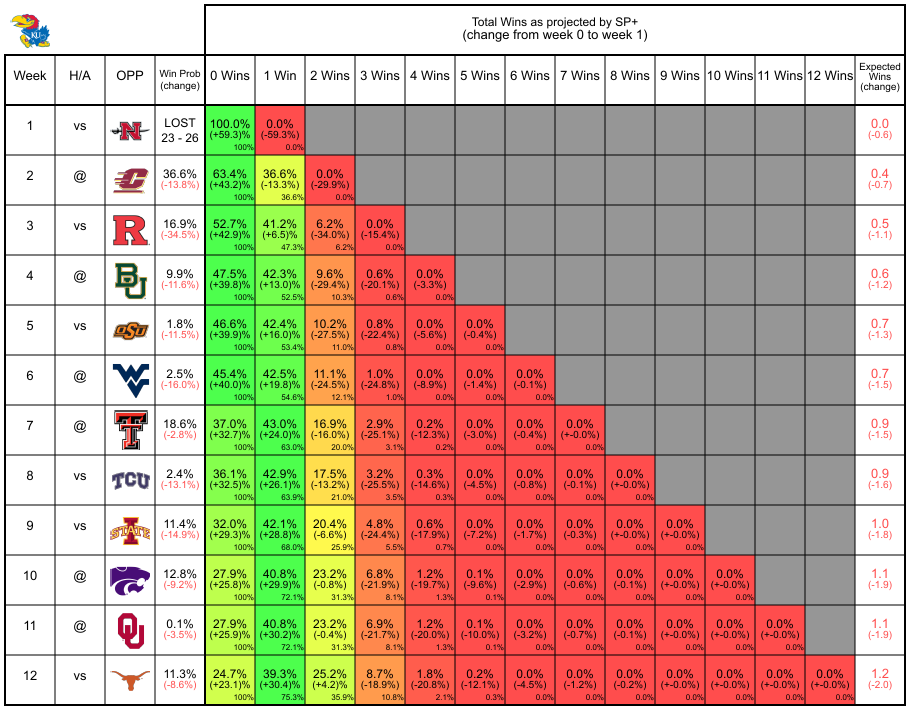 Total Wins as projected by SP+
(change from week 0 to week 1)
Week H/A OPP Win Prob (change) 0 Wins 1 Win 2 Wins 3 Wins 4 Wins 5 Wins 6 Wins 7 Wins 8 Wins 9 Wins 10 Wins 11 Wins 12 Wins Expected Wins (change)
1 vs N LOST 100.0% 0.0% 0.0
23 - 26 (+59.3)% (-59.3%) (-0.6)
100% 0.0%
2 @ C 36.6% 63.4% 36.6% 0.0% 0.4
(-13.8%) (+43.2)% (-13.3%) (-29.9%) (-0.7)
100% 36.6% 0.0%
3 vs R 16.9% 52.7% 41.2% 6.2% 0.0% 0.5
(-34.5%) (+42.9)% (+6.5)% (-34.0%) (-15.4%) (-1.1)
100% 47.3% 6.2% 0.0%
4 @ BU 9.9% 47.5% 42.3% 9.6% 0.6% 0.0% 0.6
(-11.6%) (+39.8)% (+13.0)% (-29.4%) (-20.1%) (-3.3%) (-1.2)
100% 52.5% 10.3% 0.6% 0.0%
5 vs OSU 1.8% 46.6% 42.4% 10.2% 0.8% 0.0% 0.0% 0.7
(-11.5%) (+39.9)% (+16.0)% (-27.5%) (-22.4%) (-5.6%) (-0.4%) (-1.3)
100% 53.4% 11.0% 0.8% 0.0% 0.0%
6 @ WV 2.5% 45.4% 42.5% 11.1% 1.0% 0.0% 0.0% 0.0% 0.7
(-16.0%) (+40.0)% (+19.8)% (-24.5%) (-24.8%) (-8.9%) (-1.4%) (-0.1%) (-1.5)
100% 54.6% 12.1% 1.0% 0.0% 0.0% 0.0%
7 @ T 18.6% 37.0% 43.0% 16.9% 2.9% 0.2% 0.0% 0.0% 0.0% 0.9
(-2.8%) (+32.7)% (+24.0)% (-16.0%) (-25.1%) (-12.3%) (-3.0%) (-0.4%) (+-0.0%) (-1.5)
100% 63.0% 20.0% 3.1% 0.2% 0.0% 0.0% 0.0%
8 vs TCU 2.4% 36.1% 42.9% 17.5% 3.2% 0.3% 0.0% 0.0% 0.0% 0.0% 0.9
(-13.1%) (+32.5)% (+26.1)% (-13.2%) (-25.5%) (-14.6%) (-4.5%) (-0.8%) (-0.1%) (+-0.0%) (-1.6)
100% 63.9% 21.0% 3.5% 0.3% 0.0% 0.0% 0.0% 0.0%
9 vs I STATE 11.4% 32.0% 42.1% 20.4% 4.8% 0.6% 0.0% 0.0% 0.0% 0.0% 0.0% 1.0
(-14.9%) (+29.3)% (+28.8)% (-6.6%) (-24.4%) (-17.9%) (-7.2%) (-1.7%) (-0.3%) (+-0.0%) (+-0.0%) (-1.8)
100% 68.0% 25.9% 5.5% 0.7% 0.0% 0.0% 0.0% 0.0% 0.0%
10 @ 12.8% 27.9% 40.8% 23.2% 6.8% 1.2% 0.1% 0.0% 0.0% 0.0% 0.0% 0.0% 1.1
(-9.2%) (+25.8)% (+29.9)% (-0.8%) (-21.9%) (-19.7%) (-9.6%) (-2.9%) (-0.6%) (-0.1%) (+-0.0%) (+-0.0%) (-1.9)
100% 72.1% 31.3% 8.1% 1.3% 0.1% 0.0% 0.0% 0.0% 0.0% 0.0%
11 @ OU 0.1% 27.9% 40.8% 23.2% 6.9% 1.2% 0.1% 0.0% 0.0% 0.0% 0.0% 0.0% 0.0% 1.1
(-3.5%) (+25.9)% (+30.2)% (-0.4%) (-21.7%) (-20.0%) (-10.0%) (-3.2%) (-0.7%) (-0.1%) (+-0.0%) (+-0.0%) (+-0.0%) (-1.9)
100% 72.1% 31.3% 8.1% 1.3% 0.1% 0.0% 0.0% 0.0% 0.0% 0.0% 0.0%
12 vs 11.3% 24.7% 39.3% 25.2% 8.7% 1.8% 0.2% 0.0% 0.0% 0.0% 0.0% 0.0% 0.0% 0.0% 1.2
(-8.6%) (+23.1)% (+30.4)% (+4.2)% (-18.9%) (-20.8%) (-12.1%) (-4.5%) (-1.2%) (-0.2%) (+-0.0%) (+-0.0%) (+-0.0%) (+-0.0%) (-2.0)
100% 75.3% 35.9% 10.8% 2.1% 0.3% 0.0% 0.0% 0.0% 0.0% 0.0% 0.0% 0.0%